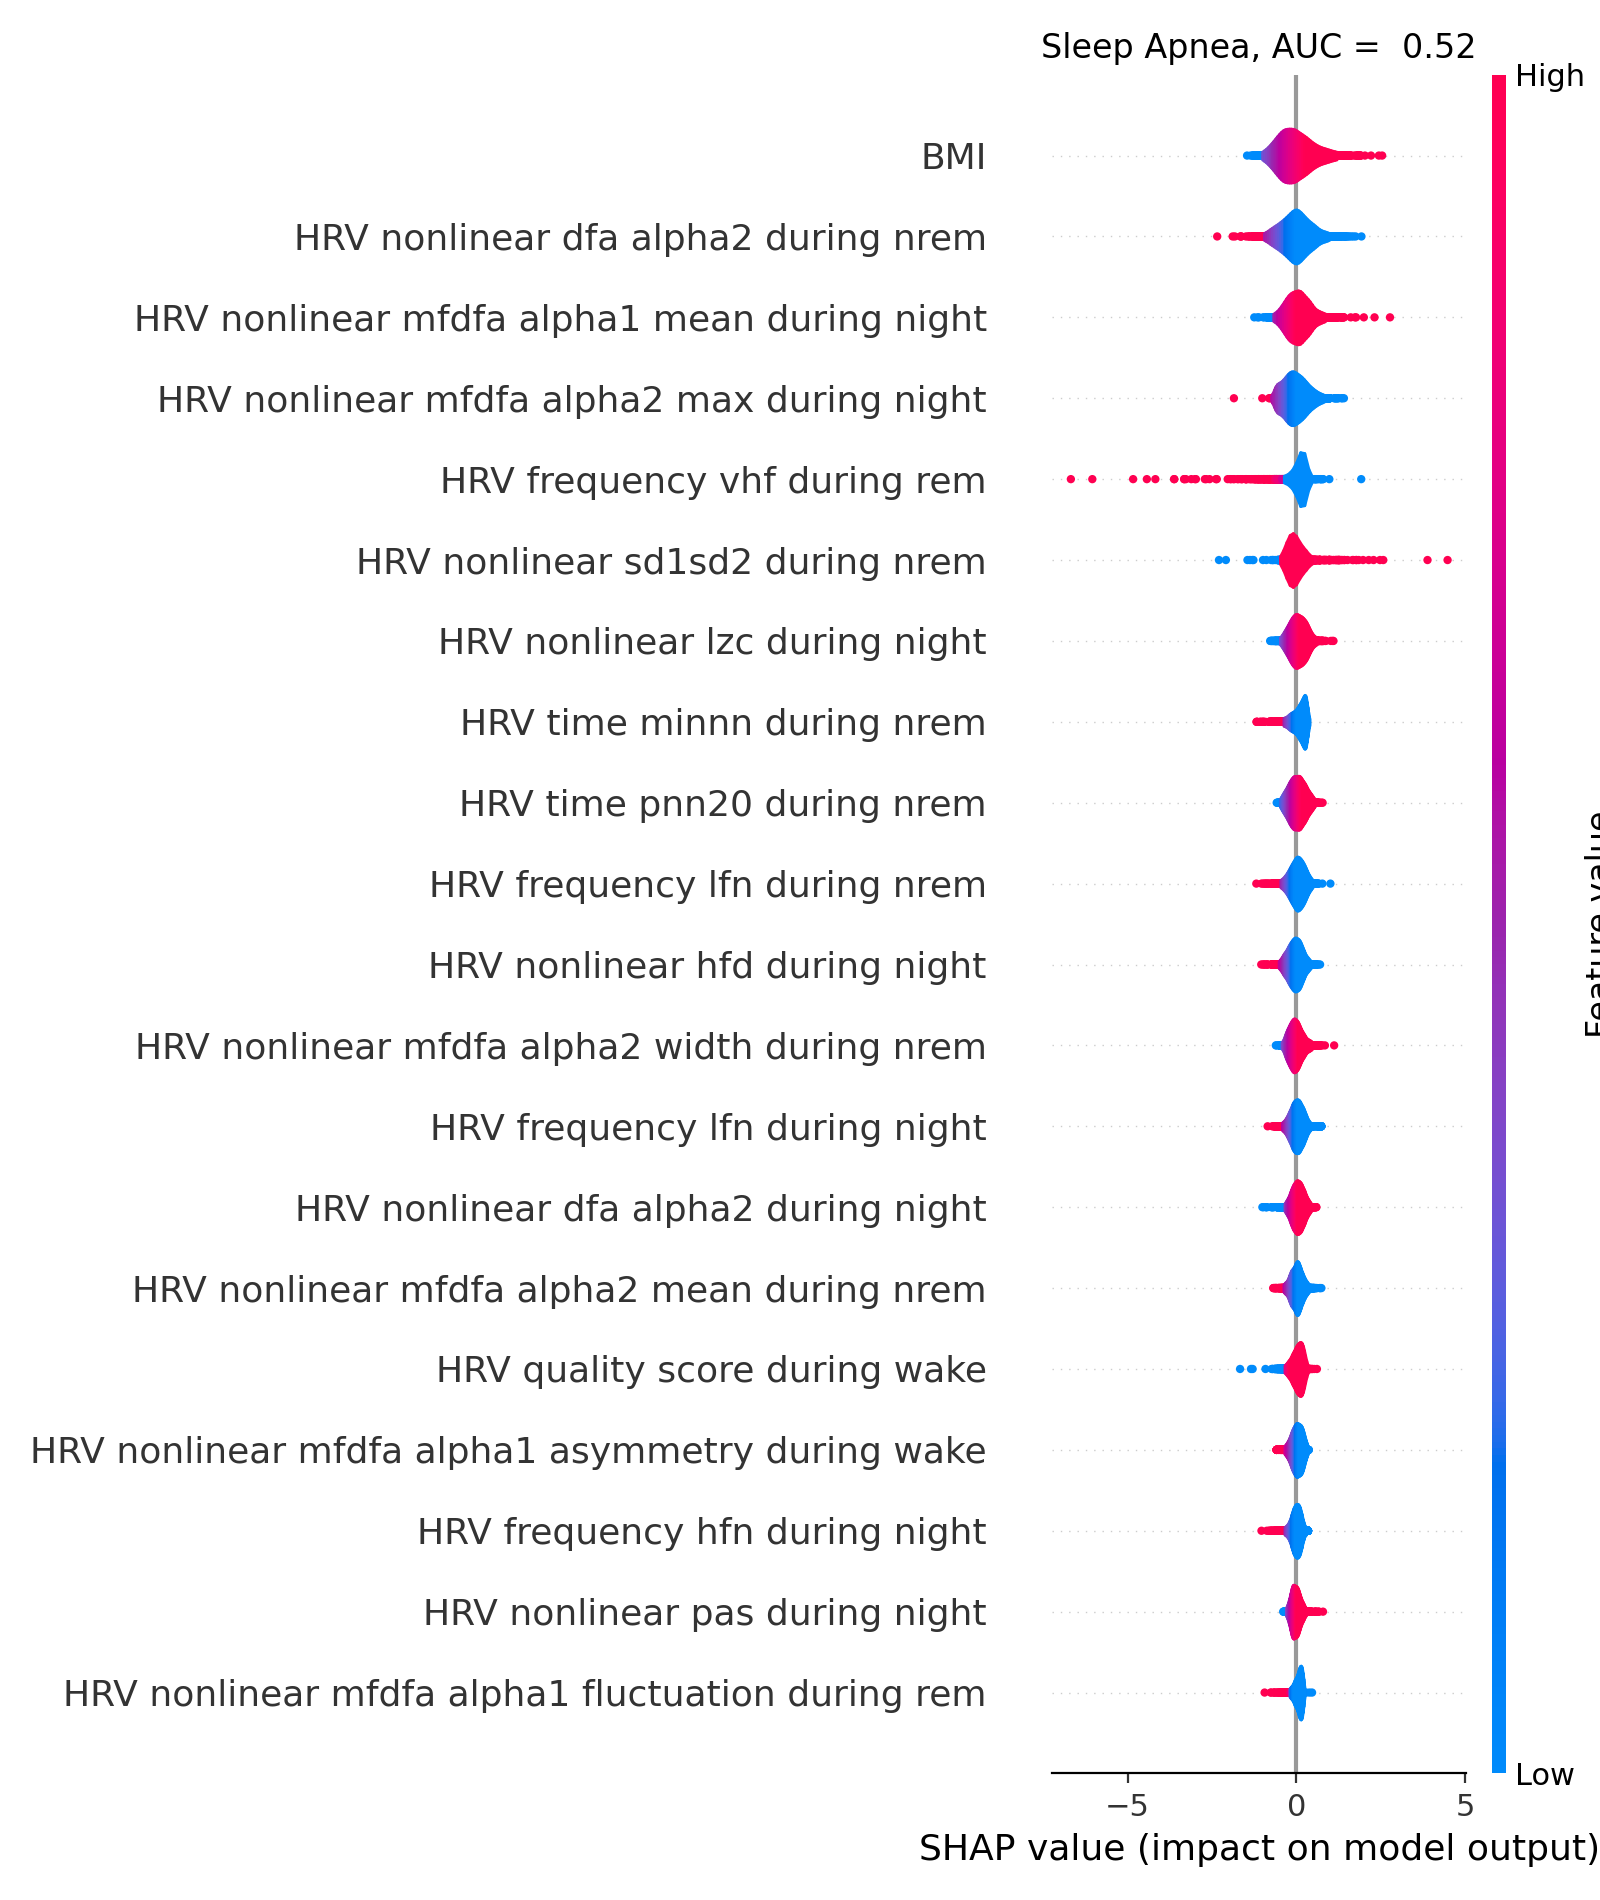 Sleep Apnea, AUC =  0.52
High
BMI
HRV nonlinear dfa alpha2 during nrem
HRV nonlinear mfdfa alpha1 mean during night
HRV nonlinear mfdfa alpha2 max during night
HRV frequency vhf during rem
HRV nonlinear sd1sd2 during nrem
HRV nonlinear lzc during night
HRV time minnn during nrem
HRV time pnn20 during nrem
HRV frequency lfn during nrem
HRV nonlinear hfd during night
HRV nonlinear mfdfa alpha2 width during nrem
HRV frequency lfn during night
HRV nonlinear dfa alpha2 during night
HRV nonlinear mfdfa alpha2 mean during nrem
HRV quality score during wake
HRV nonlinear mfdfa alpha1 asymmetry during wake
HRV frequency hfn during night
HRV nonlinear pas during night
HRV nonlinear mfdfa alpha1 fluctuation during rem
Feature value
Low
−5 0 5
SHAP value (impact on model output)